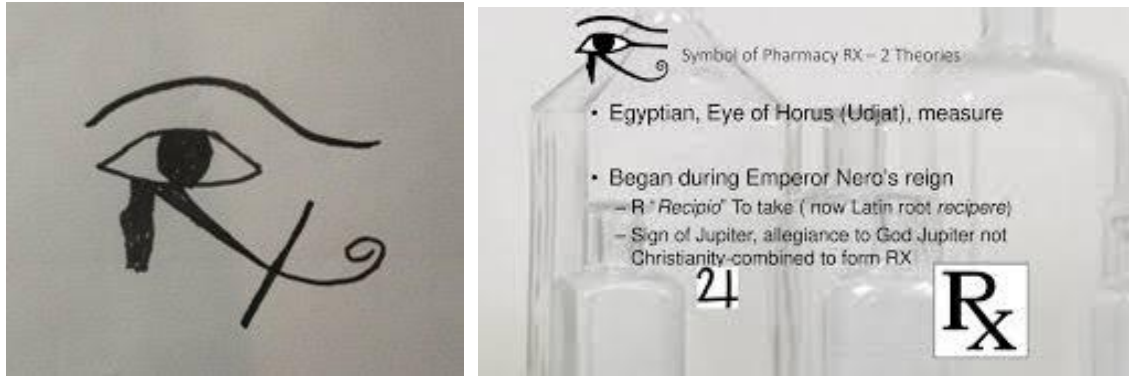 Symbol of Pharmacy RX – 2 Theories
• Egyptian, Eye of Horus (Udjat), measure
• Began during Emperor Nero's reign
– R "Recipio" To take ( now Latin root recipere)
– Sign of Jupiter, allegiance to God Jupiter not
Christianity-combined to form RX
♃
Rx